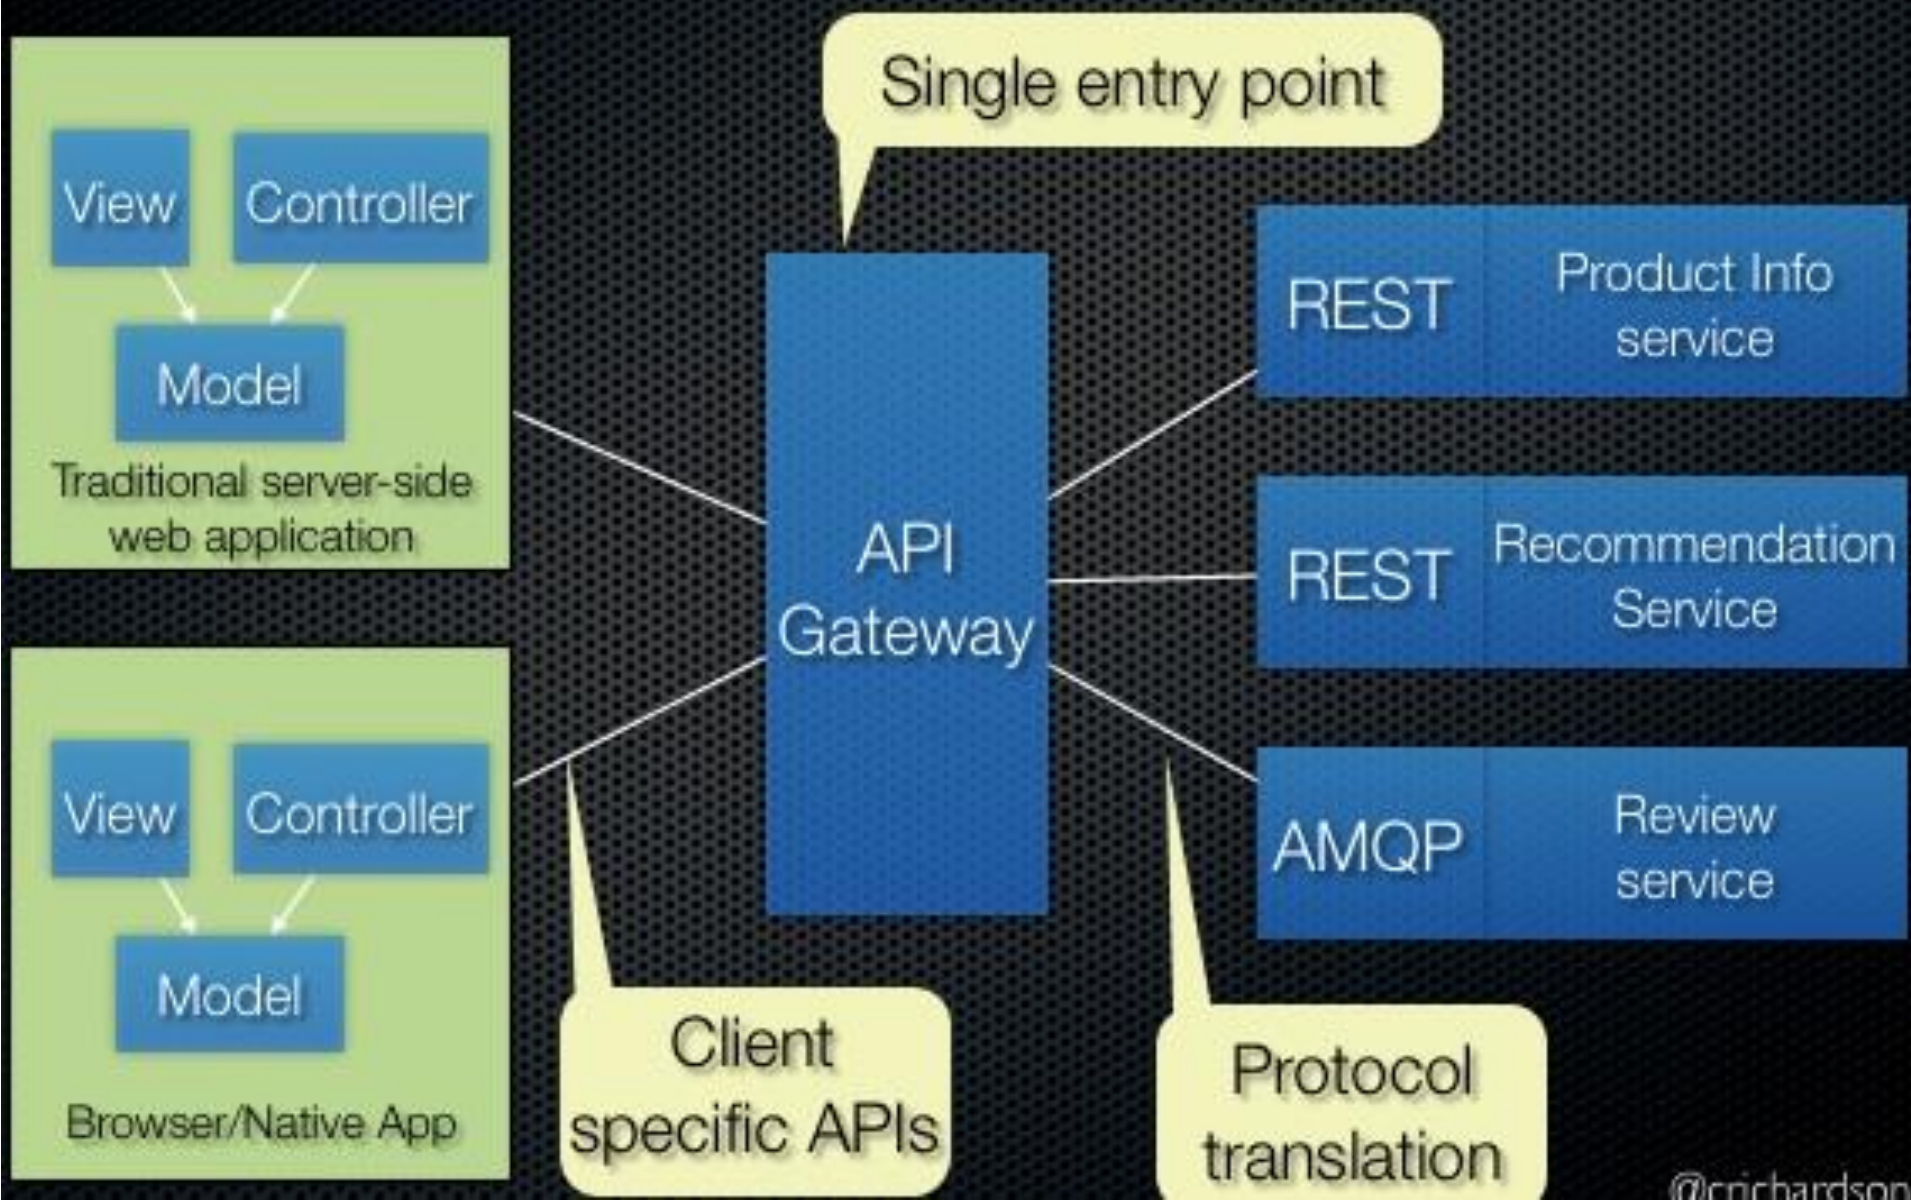 Single entry point
View
Controller
Model
Traditional server-side
web application
View
Controller
Model
Browser/Native App
API
Gateway
Client
specific APIs
REST
Product Info
service
REST
Recommendation
Service
AMQP
Review
service
Protocol
translation
@crichardson